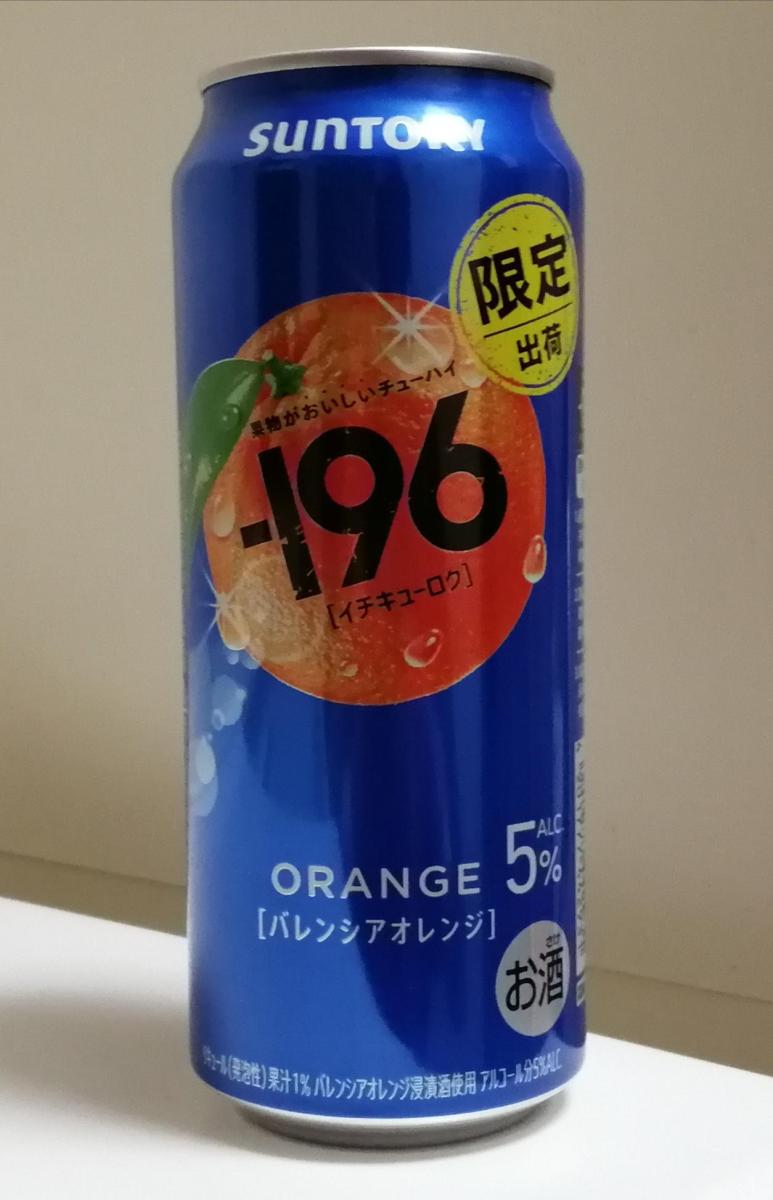 SUNTORY
限定
出荷
果物がおいしいチューハイ
-196
[イチキューロク]
ALC.
5%
ORANGE
[バレンシアオレンジ]
さけ
お酒
キュール(発泡性)果汁1% バレンシアオレンジ浸漬酒使用 アルコール分5%ALC.